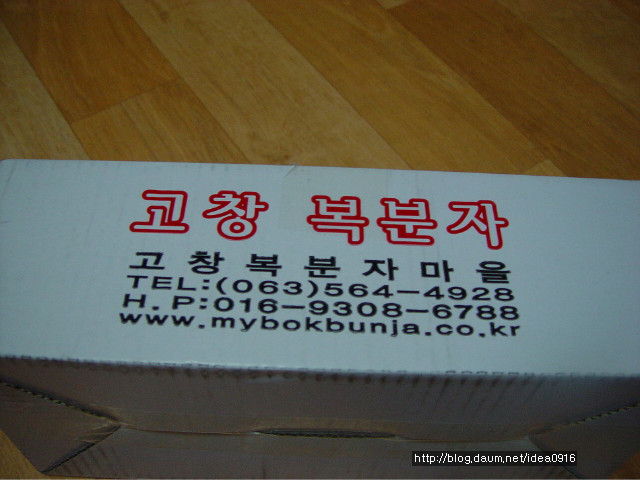 고창 복분자
고창복분자마을
TEL:(063)564-4928
H.P:016-9308-6788
www.mybokbunja.co.kr
http://blog.daum.net/idea0916